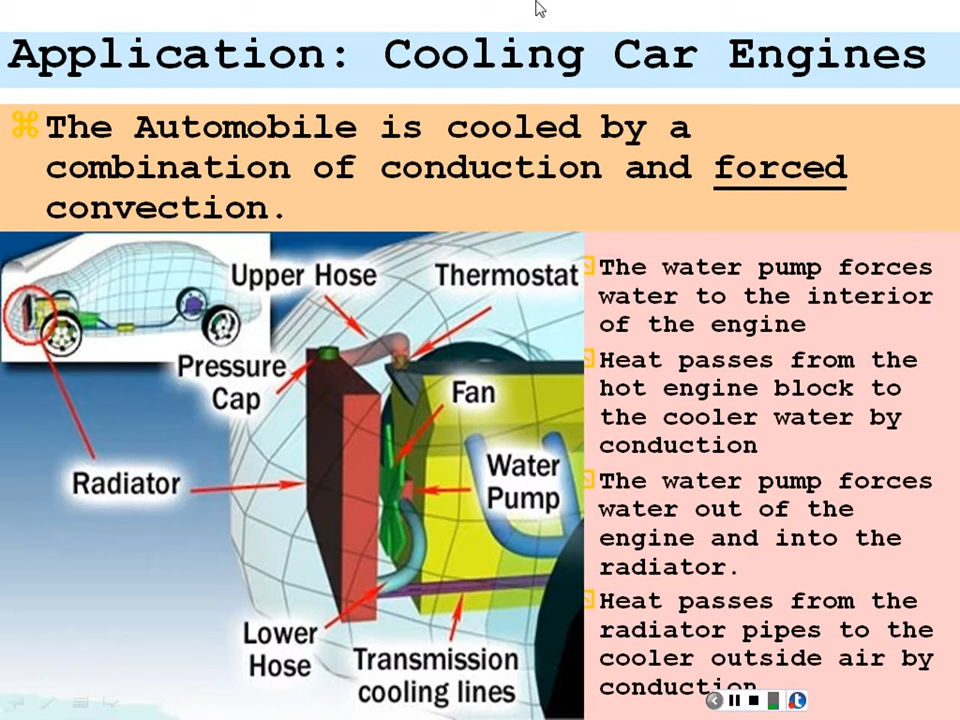 Application: Cooling Car Engines
The Automobile is cooled by a
combination of conduction and forced
convection.
Upper Hose
Thermostat
Pressure
Cap
Fan
Radiator
Water
Pump
Lower
Hose
Transmission
cooling lines
The water pump forces
water to the interior
of the engine
Heat passes from the
hot engine block to
the cooler water by
conduction
The water pump forces
water out of the
engine and into the
radiator.
Heat passes from the
radiator pipes to the
cooler outside air by
conduction